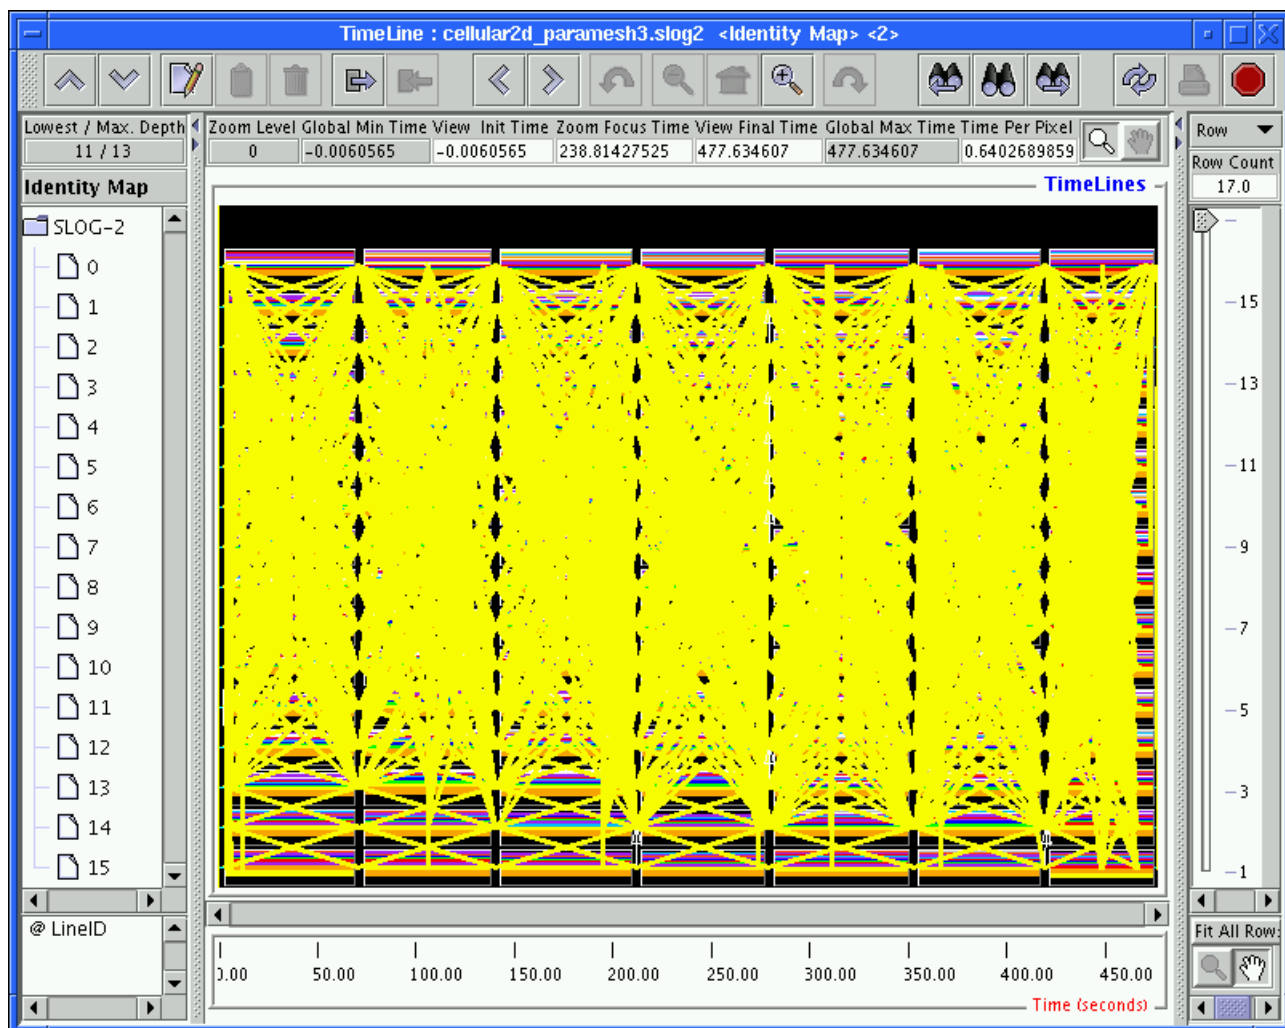 TimeLine : cellular2d_paramesh3.slog2 <Identity Map> <2>
Lowest / Max. Depth
11 / 13
Zoom Level Global Min Time View Init Time Zoom Focus Time View Final Time Global Max Time Time Per Pixel
0 -0.0060565 -0.0060565 238.81427525 477.634607 477.634607 0.6402689859
Row
Row Count
17.0
Identity Map
TimeLines
SLOG-2
0
1
2
3
4
5
6
7
8
9
10
11
12
13
14
15
15
13
11
9
7
5
3
1
@ LineID
Fit All Row:
).00 50.00 100.00 150.00 200.00 250.00 300.00 350.00 400.00 450.00
Time (seconds)